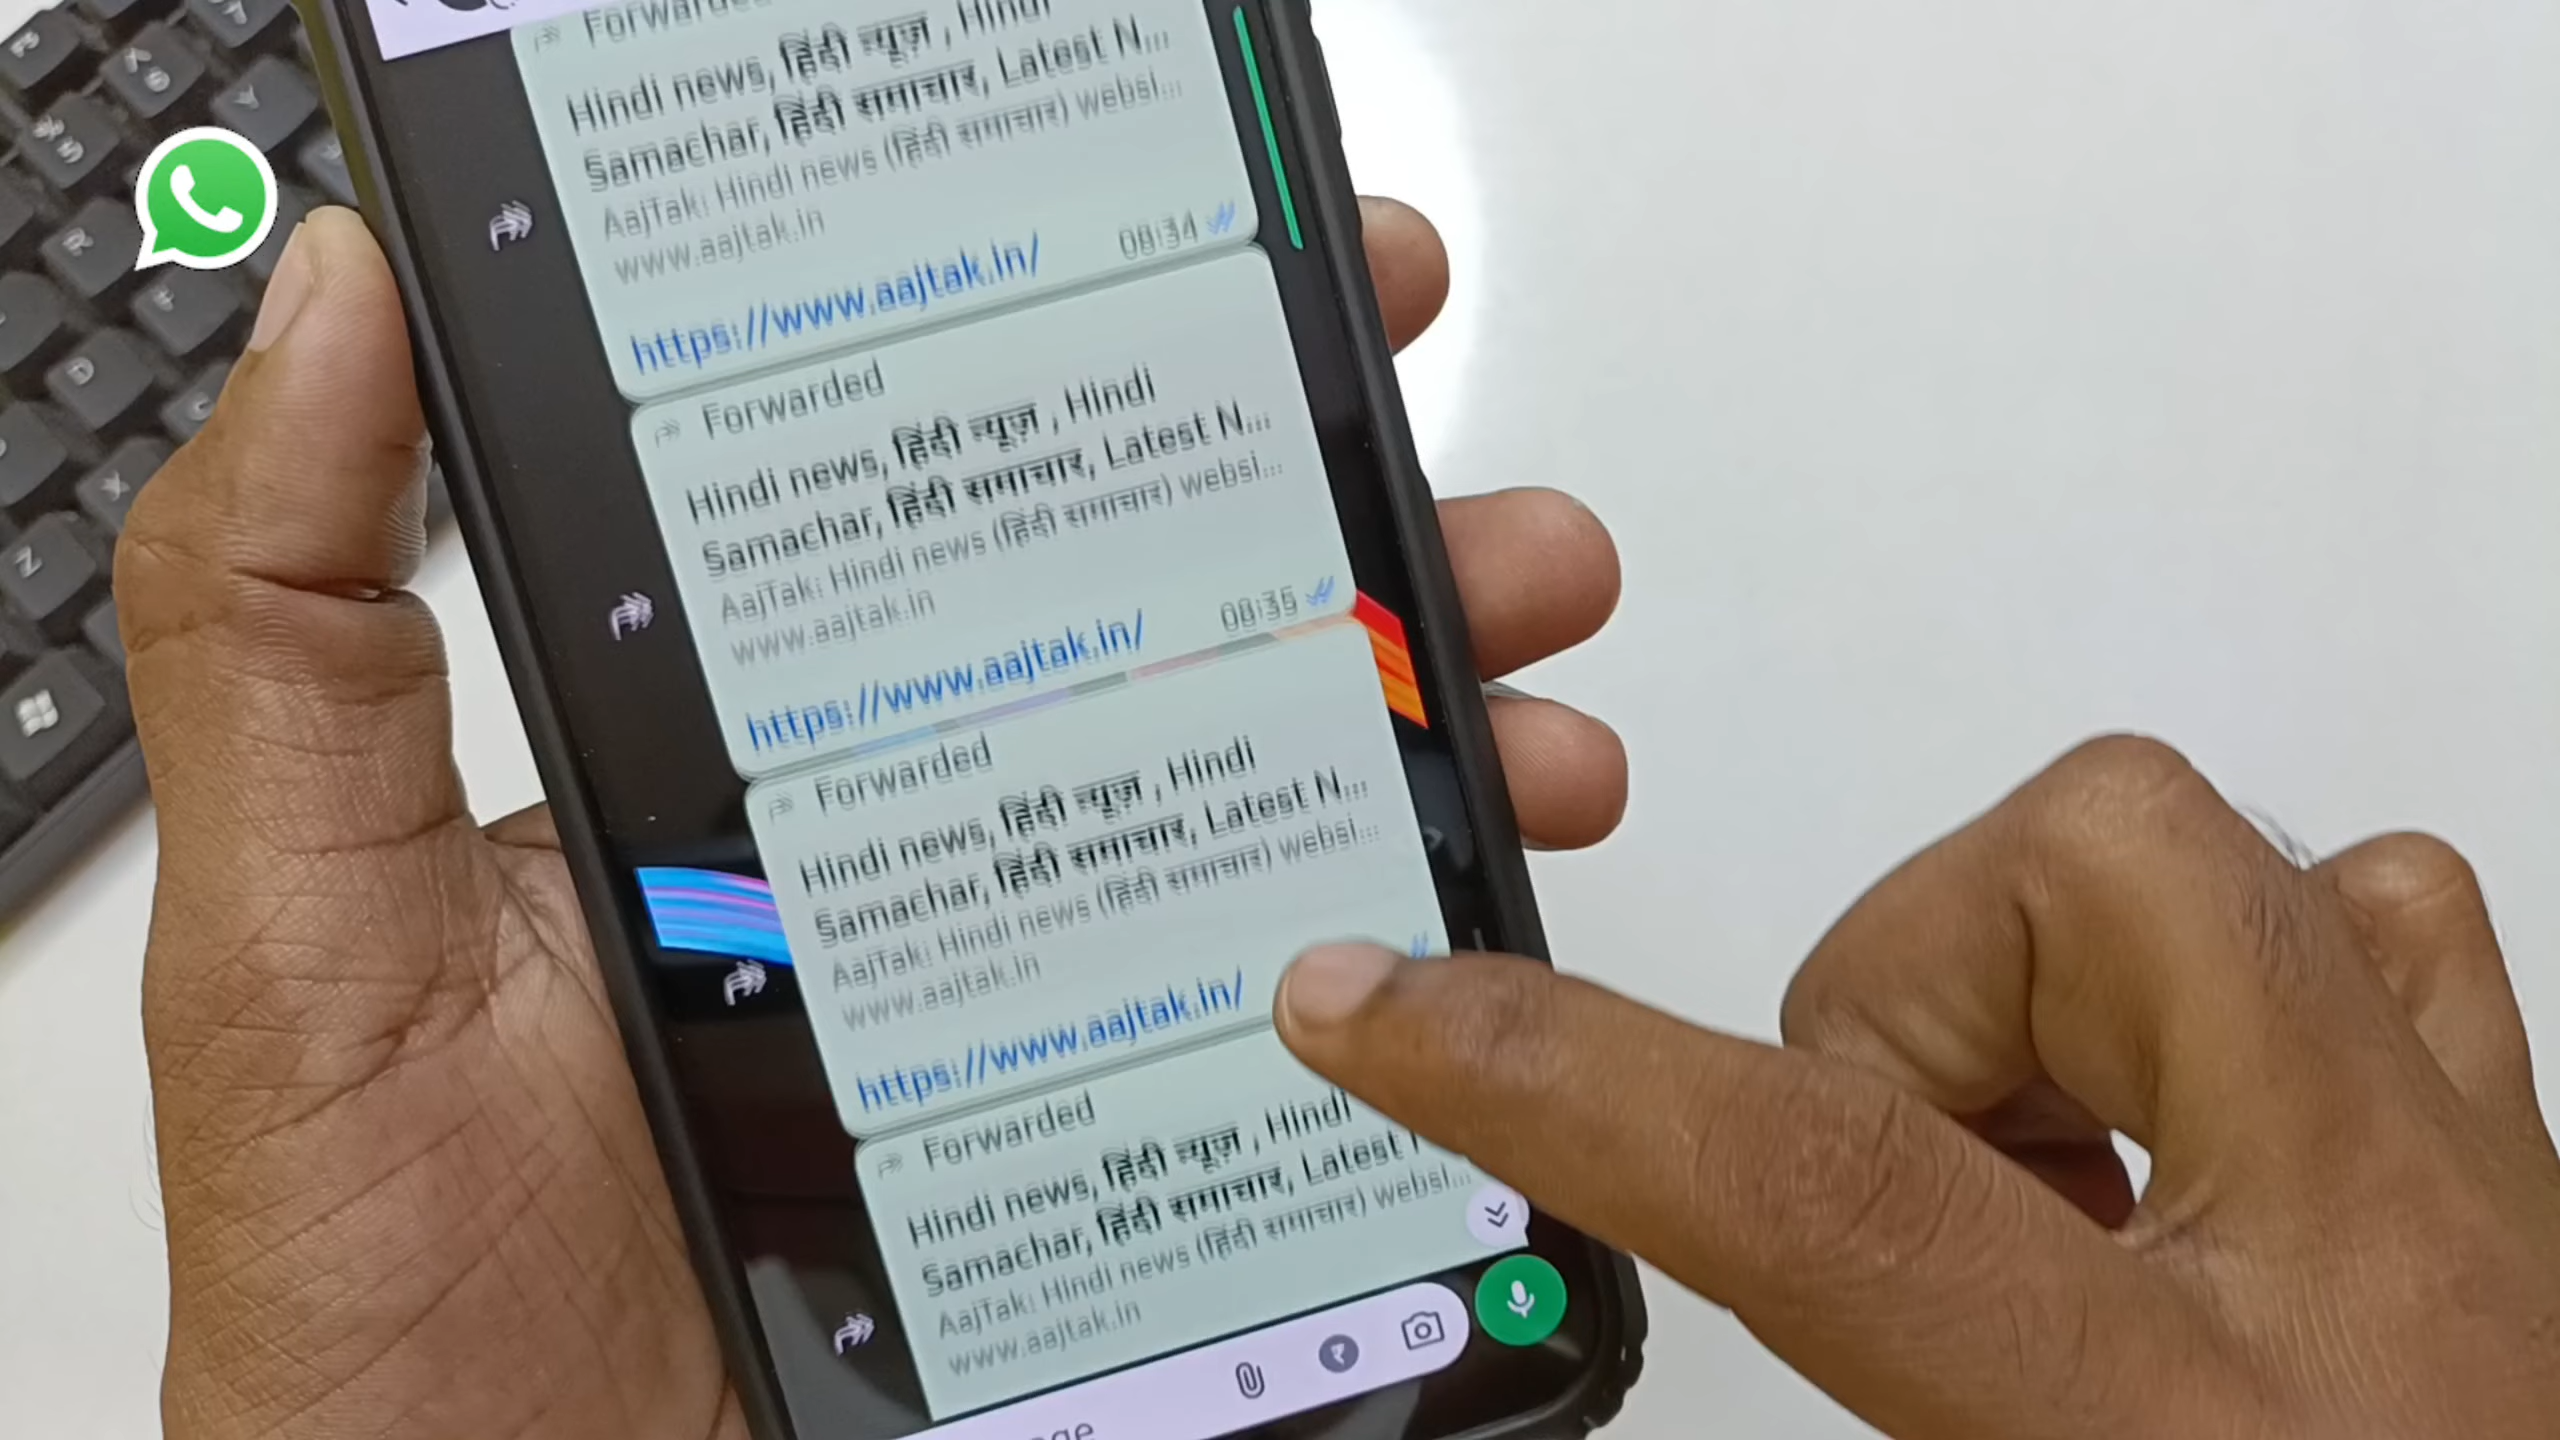 Forwarded
Hindi news, हिंदी न्यूज़ , Hindi
Samachar, हिंदी समाचार, Latest N...
AajTak: Hindi news (हिंदी समाचार) websi...
www.aajtak.in
https://www.aajtak.in/
08:34
Forwarded
Hindi news, हिंदी न्यूज़ , Hindi
Samachar, हिंदी समाचार, Latest N...
AajTak: Hindi news (हिंदी समाचार) websi...
www.aajtak.in
08:35
https://www.aajtak.in/
Forwarded
Hindi news, हिंदी न्यूज़ , Hindi
Samachar, हिंदी समाचार, Latest N...
AajTak: Hindi news (हिंदी समाचार) websi...
www.aajtak.in
https://www.aajtak.in/
Forwarded
Hindi news, हिंदी न्यूज़ , Hindi
Samachar, हिंदी समाचार, Latest
AajTak: Hindi news (हिंदी समाचार) websi...
www.aajtak.in
R
D
X
Z